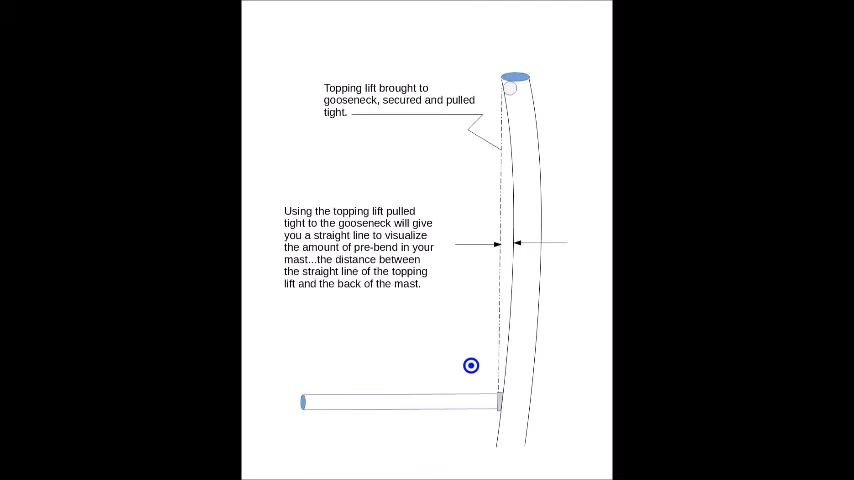 Topping lift brought to
gooseneck, secured and pulled
tight.
Using the topping lift pulled
tight to the gooseneck will give
you a straight line to visualize
the amount of pre-bend in your
mast...the distance between
the straight line of the topping
lift and the back of the mast.